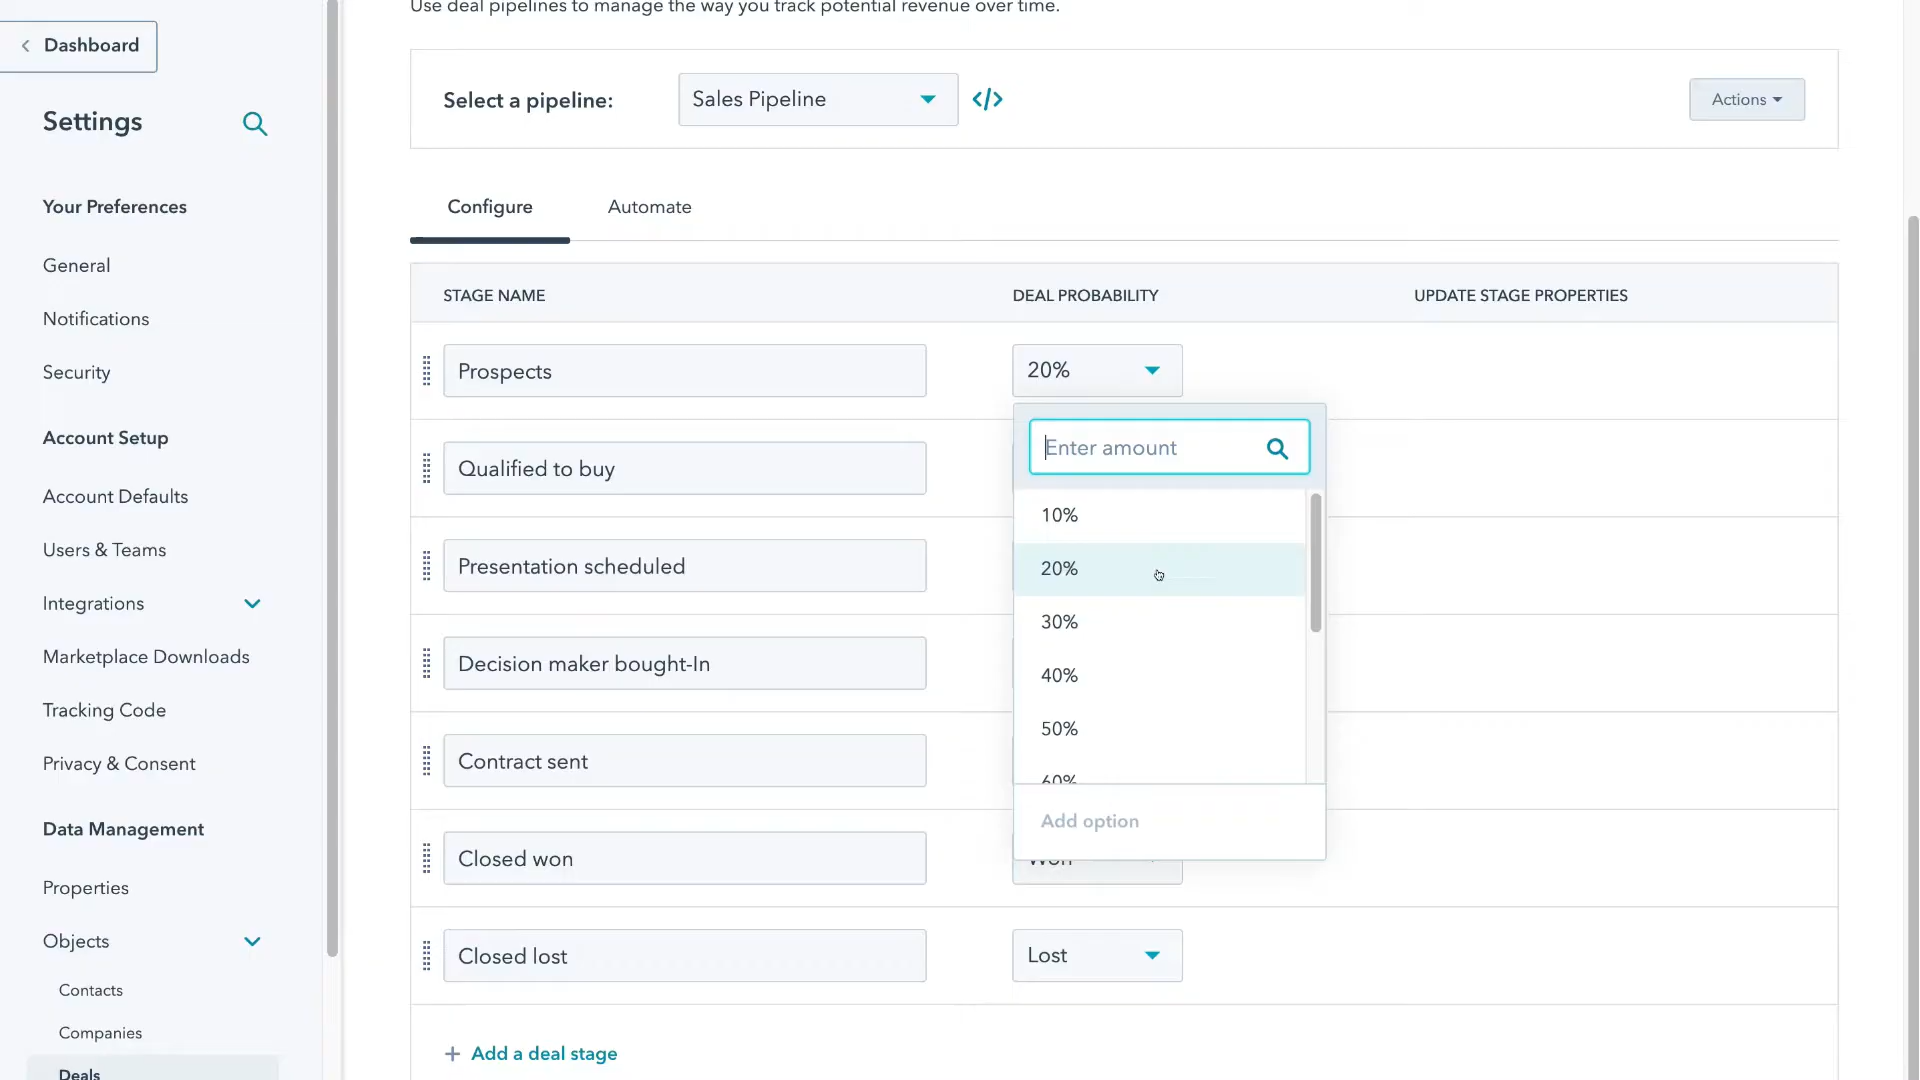 Use deal pipelines to manage the way you track potential revenue over time.
Dashboard
Settings
Your Preferences
General
Notifications
Security
Account Setup
Account Defaults
Users & Teams
Integrations
Marketplace Downloads
Tracking Code
Privacy & Consent
Data Management
Properties
Objects
Contacts
Companies
Deals
Select a pipeline:
Sales Pipeline
</>
Actions
Configure
Automate
STAGE NAME
DEAL PROBABILITY
UPDATE STAGE PROPERTIES
Prospects
20%
Qualified to buy
Presentation scheduled
Decision maker bought-In
Contract sent
Closed won
Won
Closed lost
Lost
Enter amount
10%
20%
30%
40%
50%
60%
Add option
+ Add a deal stage